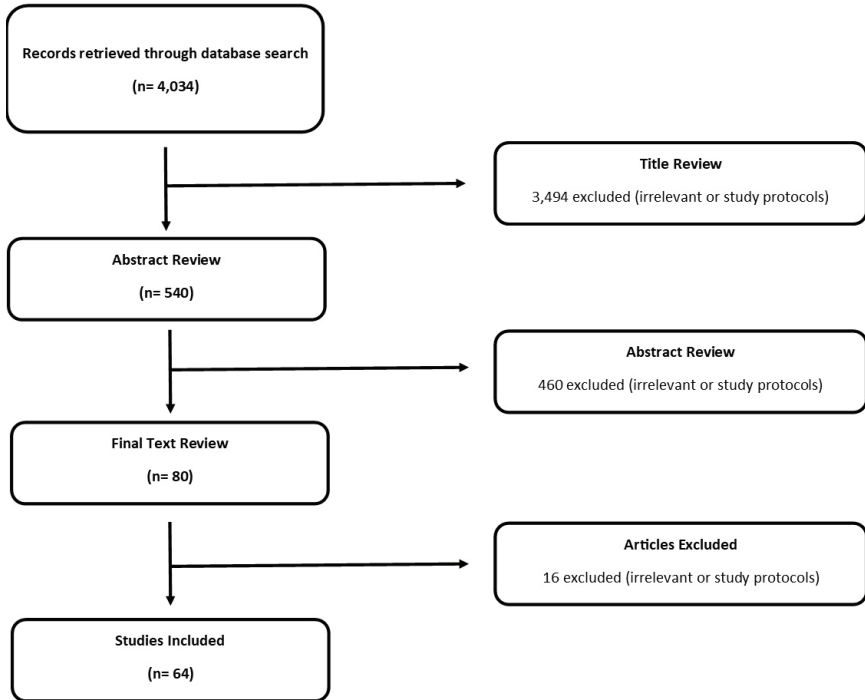 Records retrieved through database search
(n= 4,034)
Title Review
3,494 excluded (irrelevant or study protocols)
Abstract Review
(n= 540)
Abstract Review
460 excluded (irrelevant or study protocols)
Final Text Review
(n= 80)
Articles Excluded
16 excluded (irrelevant or study protocols)
Studies Included
(n= 64)